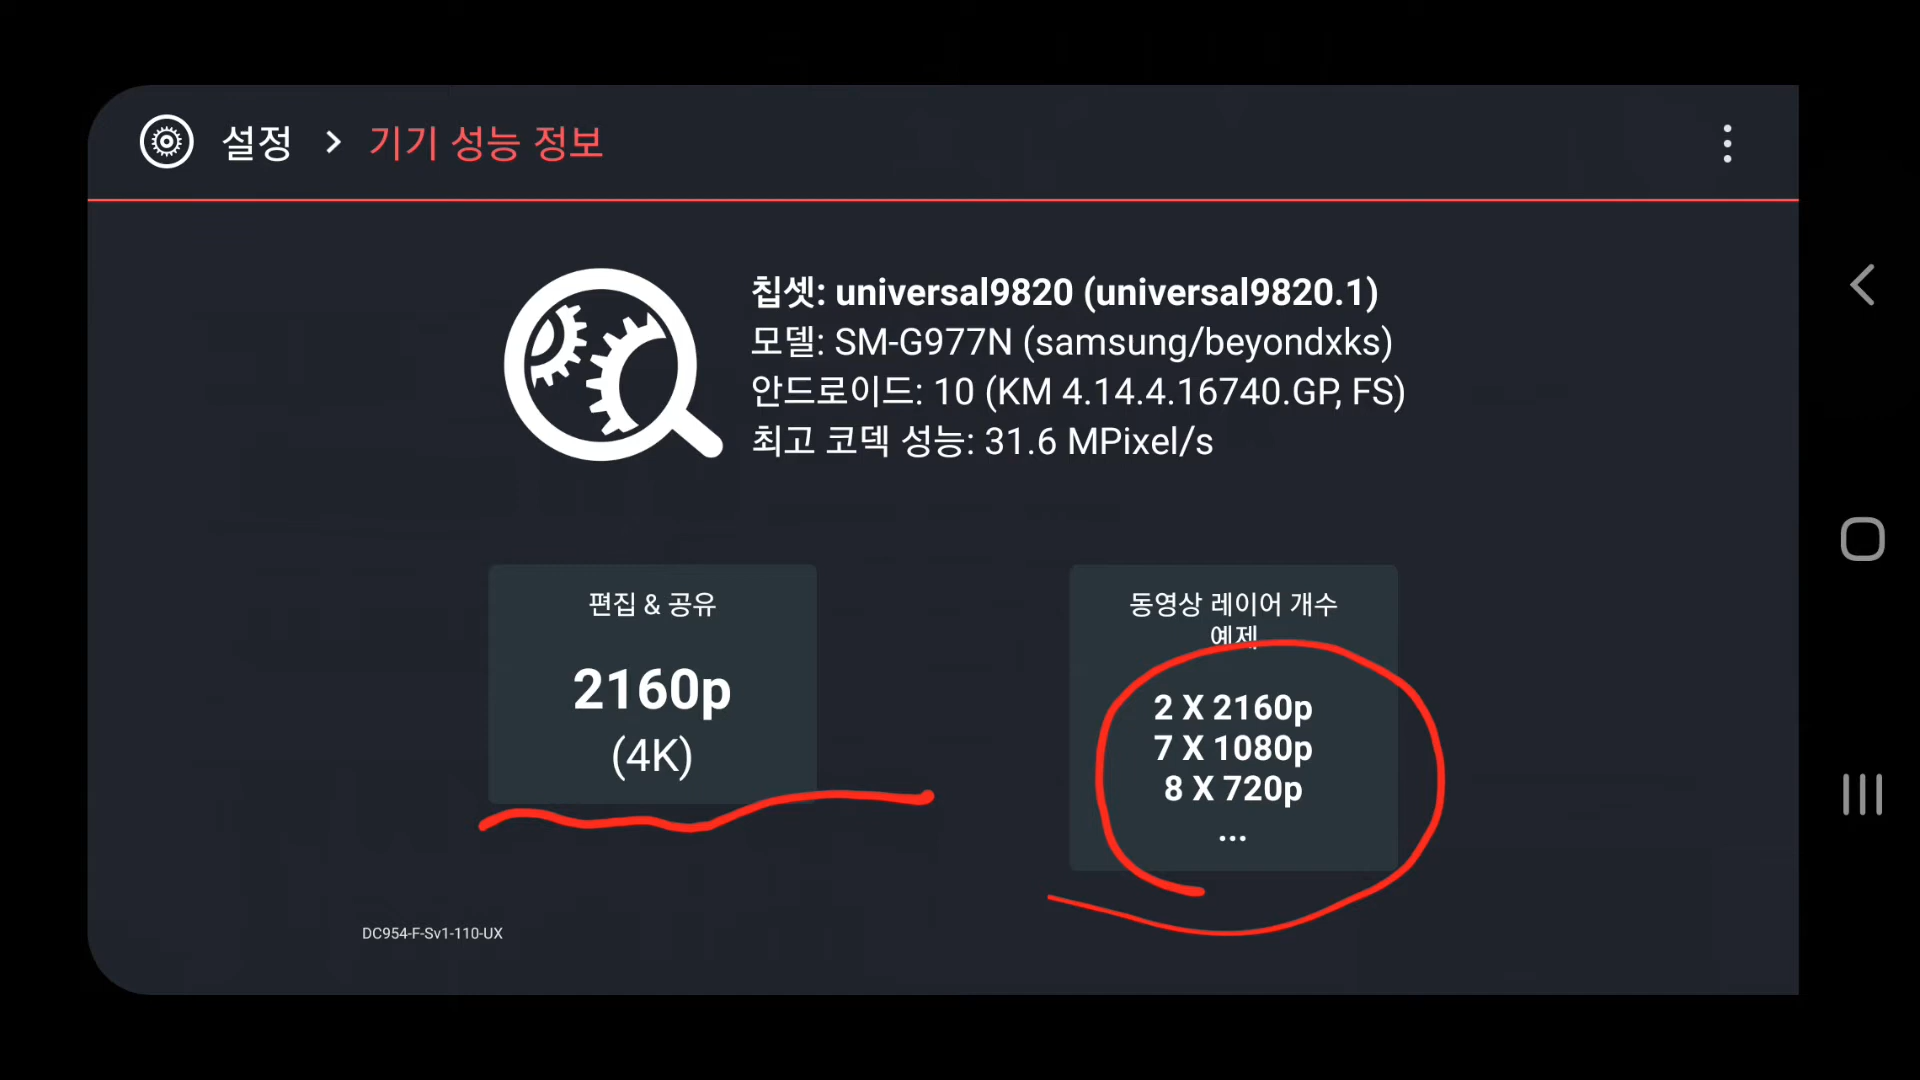 설정 > 기기 성능 정보
칩셋: universal9820 (universal9820.1)
모델: SM-G977N (samsung/beyondxks)
안드로이드: 10 (KM 4.14.4.16740.GP, FS)
최고 코덱 성능: 31.6 MPixel/s
편집 & 공유
2160p
(4K)
동영상 레이어 개수
예제
2 X 2160p
7 X 1080p
8 X 720p
...
DC954-F-Sv1-110-UX